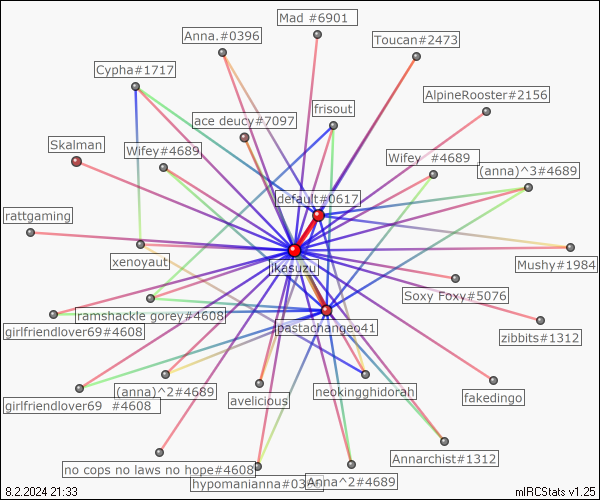 Mad #6901
Anna.#0396
Toucan#2473
Cypha#1717
AlpineRooster#2156
frisout
ace deucy#7097
Skalman
Wifey#4689
Wifey  #4689
(anna)^3#4689
default#0617
rattgaming
xenoyaut
Ikasuzu
Mushy#1984
Soxy Foxy#5076
ramshackle gorey#4608
pastachangeo41
girlfriendlover69#4608
zibbits#1312
(anna)^2#4689
neokingghidorah
avelicious
fakedingo
girlfriendlover69  #4608
Annarchist#1312
no cops no laws no hope#4608
Anna^2#4689
8.2.2024 21:33
mIRCStats v1.25